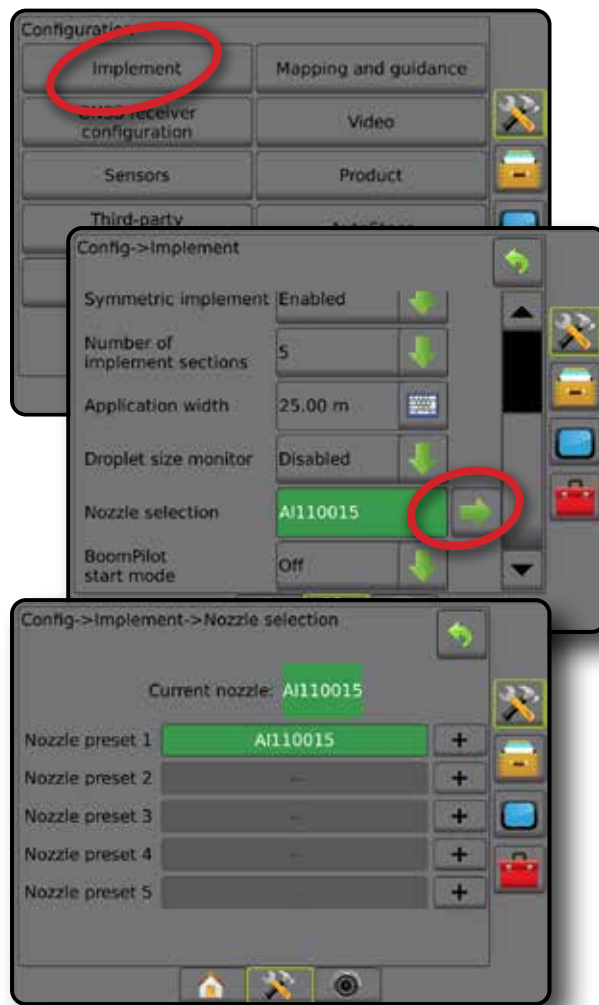 Configuration
Implement
Mapping and guidance
receiver
configuration
Video
Sensors
Product
Third-party
Config->Implement
Symmetric implement Enabled
Number of
implement sections
5
Application width 25.00 m
Droplet size monitor Disabled
Nozzle selection AI110015
BoomPilot
start mode
Off
Config->Implement->Nozzle selection
Current nozzle: AI110015
Nozzle preset 1 AI110015 +
Nozzle preset 2 -- +
Nozzle preset 3 -- +
Nozzle preset 4 -- +
Nozzle preset 5 -- +